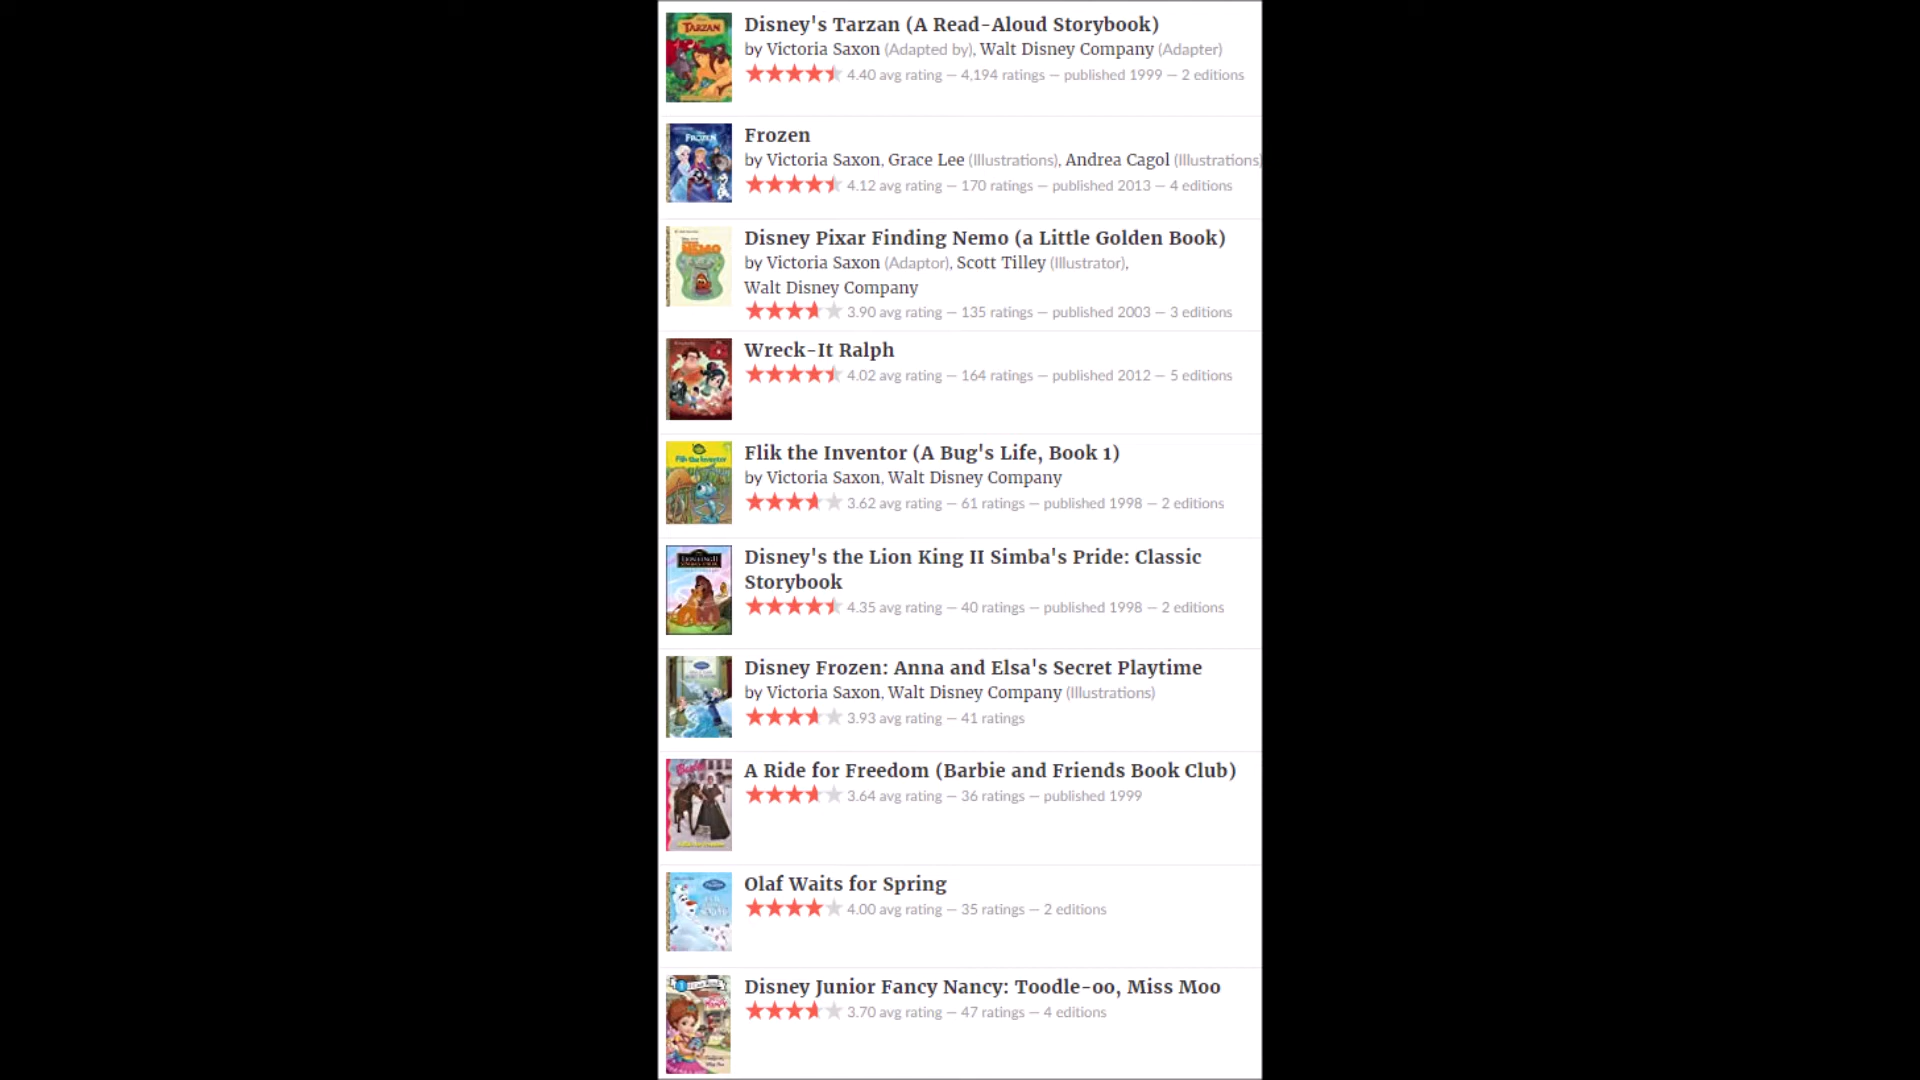 Disney's Tarzan (A Read-Aloud Storybook)
by Victoria Saxon (Adapted by), Walt Disney Company (Adapter)
4.40 avg rating — 4,194 ratings — published 1999 — 2 editions
TARZAN
Frozen
by Victoria Saxon, Grace Lee (Illustrations), Andrea Cagol (Illustrations)
4.12 avg rating — 170 ratings — published 2013 — 4 editions
FROZEN
Disney Pixar Finding Nemo (a Little Golden Book)
by Victoria Saxon (Adaptor), Scott Tilley (Illustrator),
Walt Disney Company
3.90 avg rating — 135 ratings — published 2003 — 3 editions
NEMO
Wreck-It Ralph
4.02 avg rating — 164 ratings — published 2012 — 5 editions
Flik the Inventor (A Bug's Life, Book 1)
by Victoria Saxon, Walt Disney Company
3.62 avg rating — 61 ratings — published 1998 — 2 editions
Flik the Inventor
Disney's the Lion King II Simba's Pride: Classic
Storybook
4.35 avg rating — 40 ratings — published 1998 — 2 editions
Disney Frozen: Anna and Elsa's Secret Playtime
by Victoria Saxon, Walt Disney Company (Illustrations)
3.93 avg rating — 41 ratings
A Ride for Freedom (Barbie and Friends Book Club)
3.64 avg rating — 36 ratings — published 1999
Olaf Waits for Spring
4.00 avg rating — 35 ratings — 2 editions
Disney Junior Fancy Nancy: Toodle-oo, Miss Moo
3.70 avg rating — 47 ratings — 4 editions